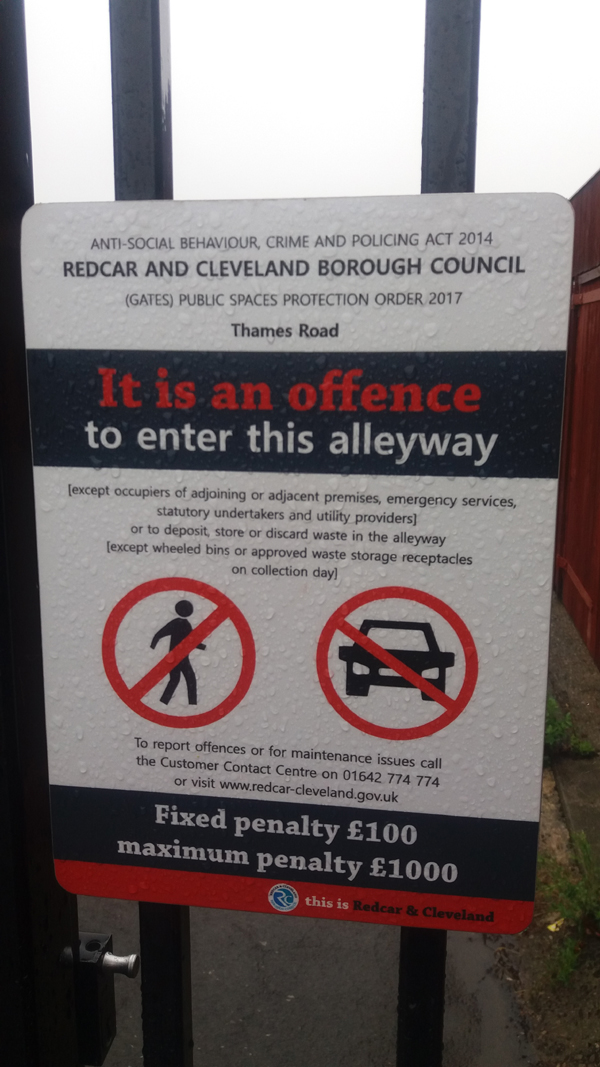 ANTI-SOCIAL BEHAVIOUR, CRIME AND POLICING ACT 2014
REDCAR AND CLEVELAND BOROUGH COUNCIL
(GATES) PUBLIC SPACES PROTECTION ORDER 2017
Thames Road
It is an offence
to enter this alleyway
[except occupiers of adjoining or adjacent premises, emergency services,
statutory undertakers and utility providers]
or to deposit, store or discard waste in the alleyway
[except wheeled bins or approved waste storage receptacles
on collection day]
To report offences or for maintenance issues call
the Customer Contact Centre on 01642 774 774
or visit www.redcar-cleveland.gov.uk
Fixed penalty £100
maximum penalty £1000
RC this is Redcar & Cleveland